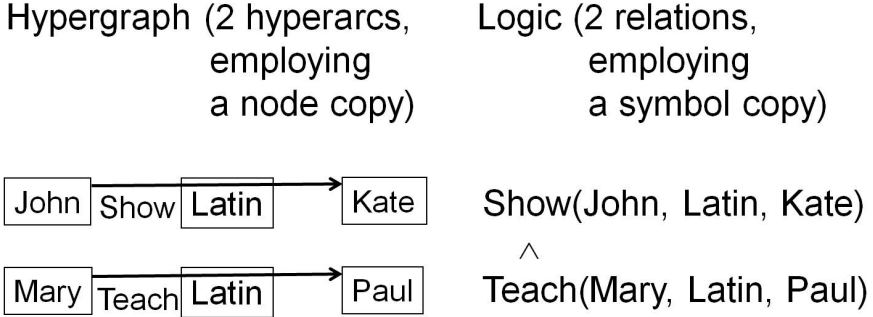 Hypergraph (2 hyperarcs,
employing
a node copy)
Logic (2 relations,
employing
a symbol copy)
John Show Latin Kate
Show(John, Latin, Kate)
∧
Mary Teach Latin Paul
Teach(Mary, Latin, Paul)